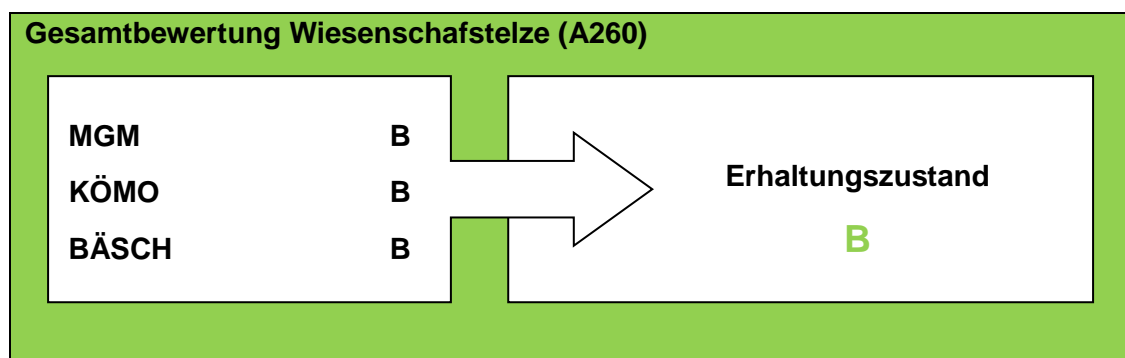 Gesamtbewertung Wiesenschafstelze (A260)
MGM B
KÖMO B
BÄSCH B
Erhaltungszustand
B